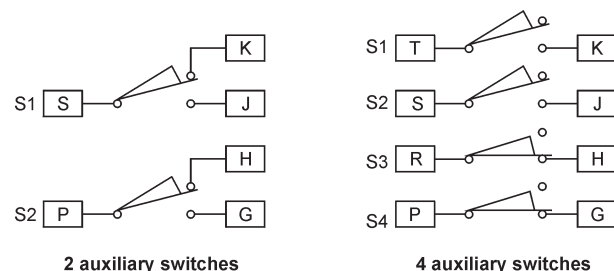 K
S1 S J
H
S2 P G
2 auxiliary switches
S1 T K
S2 S J
S3 R H
S4 P G
4 auxiliary switches